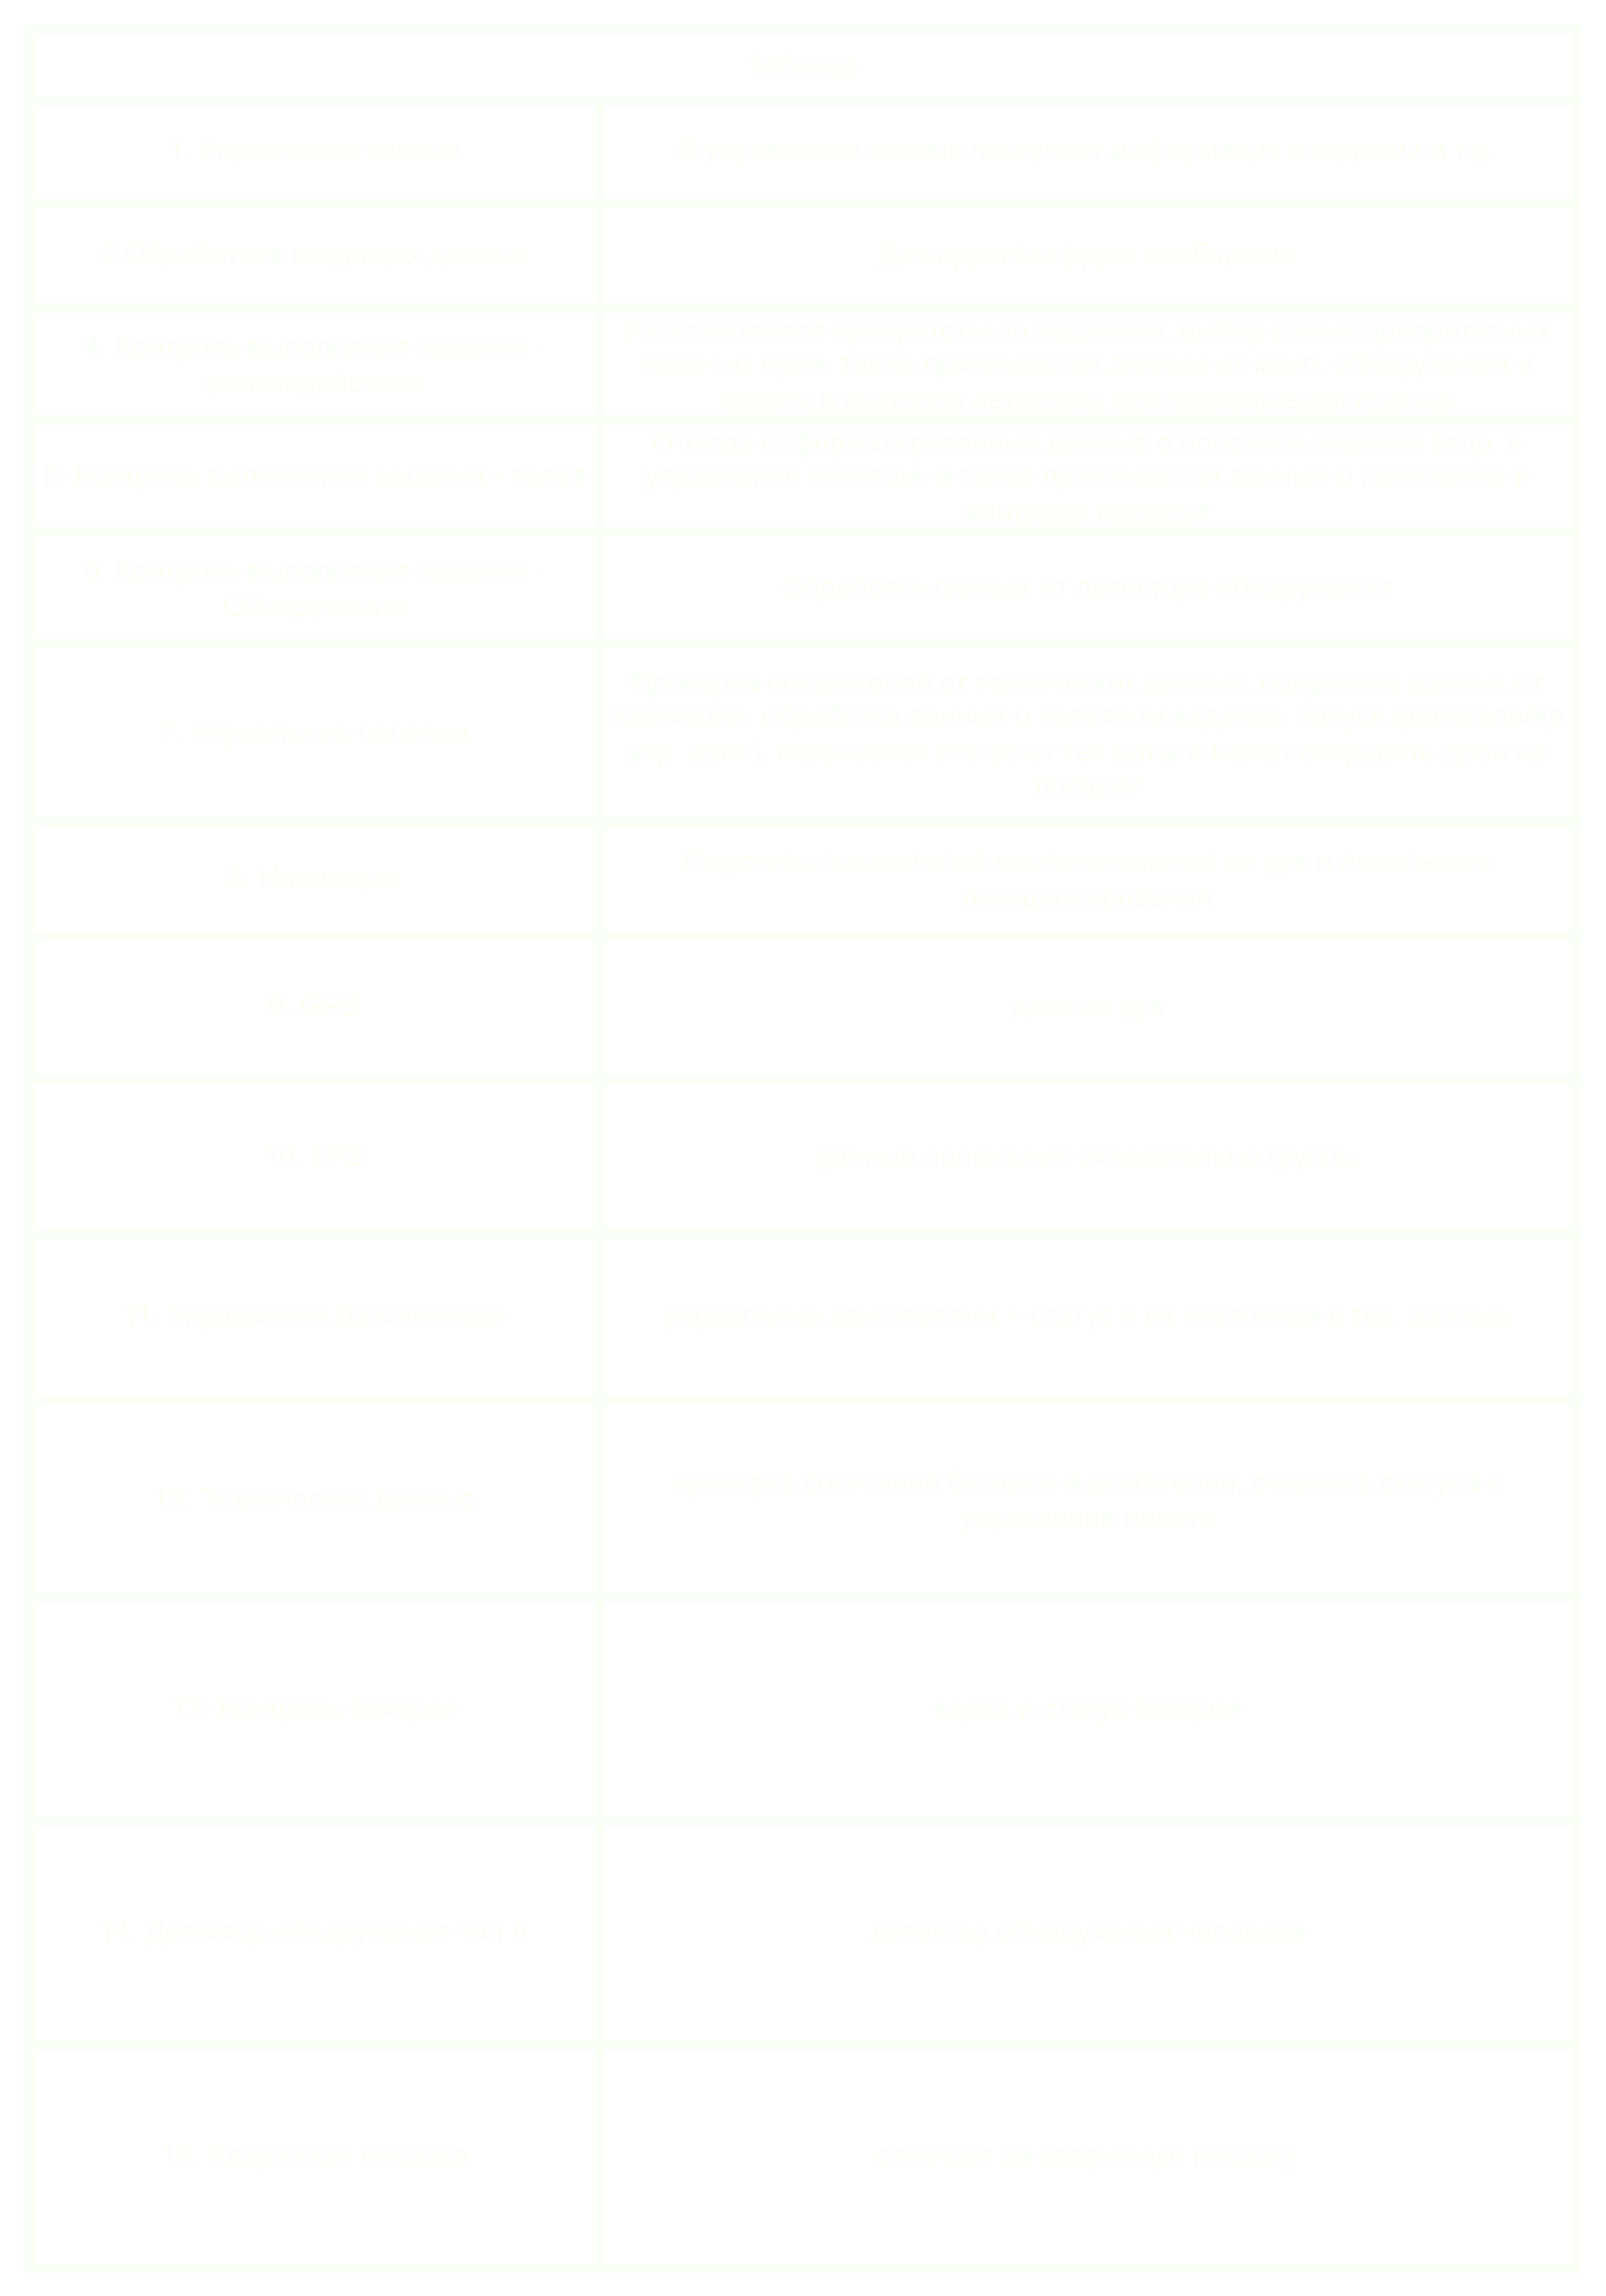 Таблица
1. Управление связью
В управление связью поступает информация о задании и т.д.
2.Обработчик входящих данных
Деширует/шифрует сообщение
4. Контроль выполнения задания -
взаимодействие
Расставляются приоритеты по заданиям, выбор самых приоритетных
задач из пула, также принимаются данные от комп. обнаружения и
полета и контроля детектора для возвращения статуса
5. Контроль выполнения задания - полет
Отсюда отформатированные данные о полетном задании отпр. в
управление полетом, а также принимаются данные о положении и
контроля полетом
6. Контроль выполнения задания -
Обнаружение
Обработка данных от детектора обнаружения
7. Управление полетом
Проверка показателей от технических данных, получение данных от
навигации, обработка данных о полетном задании, запуск двигателей(в
упр. двиг.), получается статус от тех даты и может отправить дрон на
посадку
8. Навигация
Подсчеты показателей местоположения от gps и локального
позиционирования
9. GPS
данные gps
10. LPS
данные положения относительно группы
11. Управление Двигателями
управление двигателями + статус о их состоянии в тех. данные
12. Технические данные
проверка состояний батареи и двигателей, отправка статуса в
управление полета
13. Контроль батареи
заряд и статус батареи
14. Детектор обнаружения тип А
детектор обнаружения человека
15. Аварийная посадка
отвечает за аварийную посадку